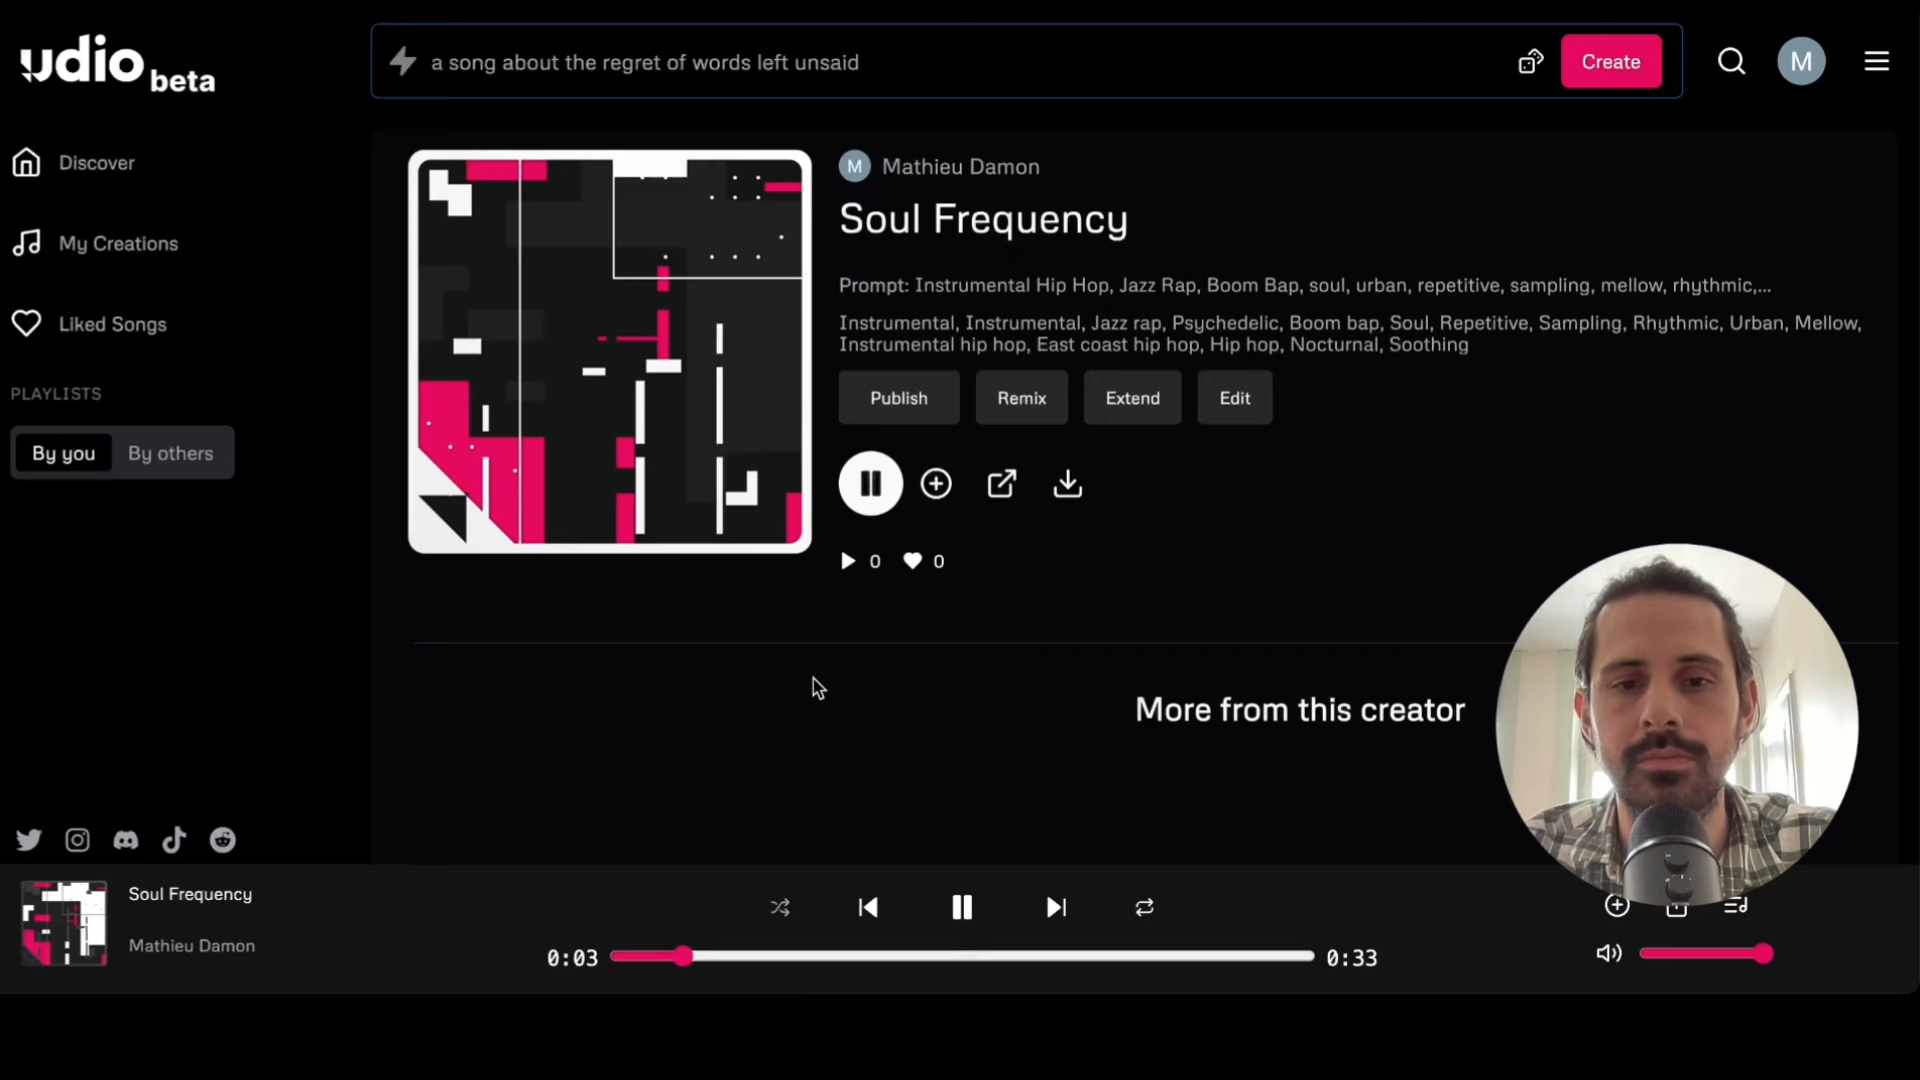 udio beta
a song about the regret of words left unsaid
Create
M
Discover
My Creations
Liked Songs
PLAYLISTS
By you
By others
M Mathieu Damon
Soul Frequency
Prompt: Instrumental Hip Hop, Jazz Rap, Boom Bap, soul, urban, repetitive, sampling, mellow, rhythmic,...
Instrumental, Instrumental, Jazz rap, Psychedelic, Boom bap, Soul, Repetitive, Sampling, Rhythmic, Urban, Mellow,
Instrumental hip hop, East coast hip hop, Hip hop, Nocturnal, Soothing
Publish
Remix
Extend
Edit
0
0
More from this creator
Soul Frequency
Mathieu Damon
0:03
0:33